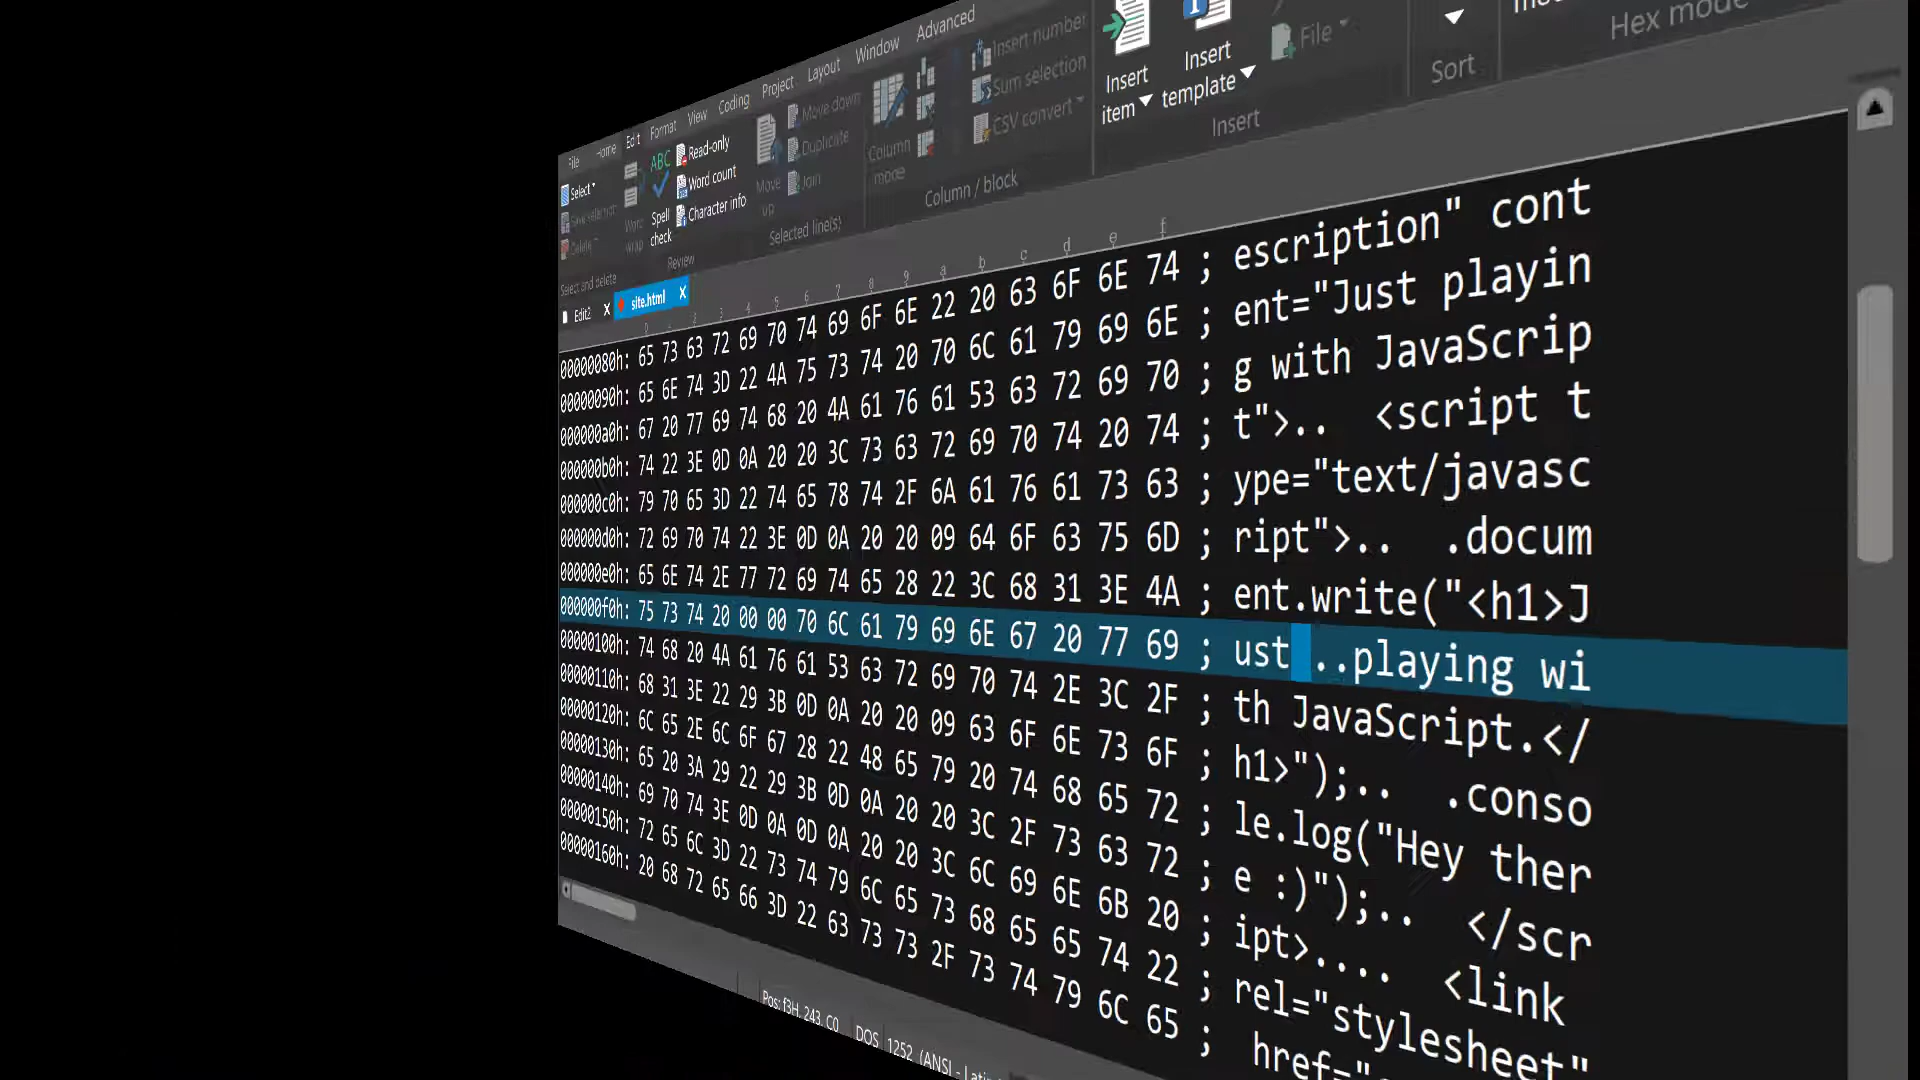 File Home Edit Format View Coding Project Layout Window Advanced
Select
Delete
Select and delete
Word wrap
ABC
Spell check
Read-only
Word count
Character info
Review
Move up
Move down
Duplicate
Join
Selected line(s)
Column mode
Insert number
Sum selection
CSV convert
Column / block
Insert item
Insert template
File
Insert
Sort
Hex mode
Edit2 X site.html X
0 1 2 3 4 5 6 7 8 9 a b c d e f
00000080h: 65 73 63 72 69 70 74 69 6F 6E 22 20 63 6F 6E 74 ; escription" cont
00000090h: 65 6E 74 3D 22 4A 75 73 74 20 70 6C 61 79 69 6E ; ent="Just playin
000000a0h: 67 20 77 69 74 68 20 4A 61 76 61 53 63 72 69 70 ; g with JavaScrip
000000b0h: 74 22 3E 0D 0A 20 20 3C 73 63 72 69 70 74 20 74 ; t">..  <script t
000000c0h: 79 70 65 3D 22 74 65 78 74 2F 6A 61 76 61 73 63 ; ype="text/javasc
000000d0h: 72 69 70 74 22 3E 0D 0A 20 20 09 64 6F 63 75 6D ; ript">..  .docum
000000e0h: 65 6E 74 2E 77 72 69 74 65 28 22 3C 68 31 3E 4A ; ent.write("<h1>J
000000f0h: 75 73 74 20 00 00 70 6C 61 79 69 6E 67 20 77 69 ; ust ..playing wi
00000100h: 74 68 20 4A 61 76 61 53 63 72 69 70 74 2E 3C 2F ; th JavaScript.</
00000110h: 68 31 3E 22 29 3B 0D 0A 20 20 09 63 6F 6E 73 6F ; h1>");..  .conso
00000120h: 6C 65 2E 6C 6F 67 28 22 48 65 79 20 74 68 65 72 ; le.log("Hey ther
00000130h: 65 20 3A 29 22 29 3B 0D 0A 20 20 3C 2F 73 63 72 ; e :)");..  </scr
00000140h: 69 70 74 3E 0D 0A 0D 0A 20 20 3C 6C 69 6E 6B 20 ; ipt>....  <link
00000150h: 72 65 6C 3D 22 73 74 79 6C 65 73 68 65 65 74 22 ; rel="stylesheet"
00000160h: 20 68 72 65 66 3D 22 63 73 73 2F 73 74 79 6C 65 ;  href="
Pos: f3H, 243, C0 DOS 1252 (ANSI -